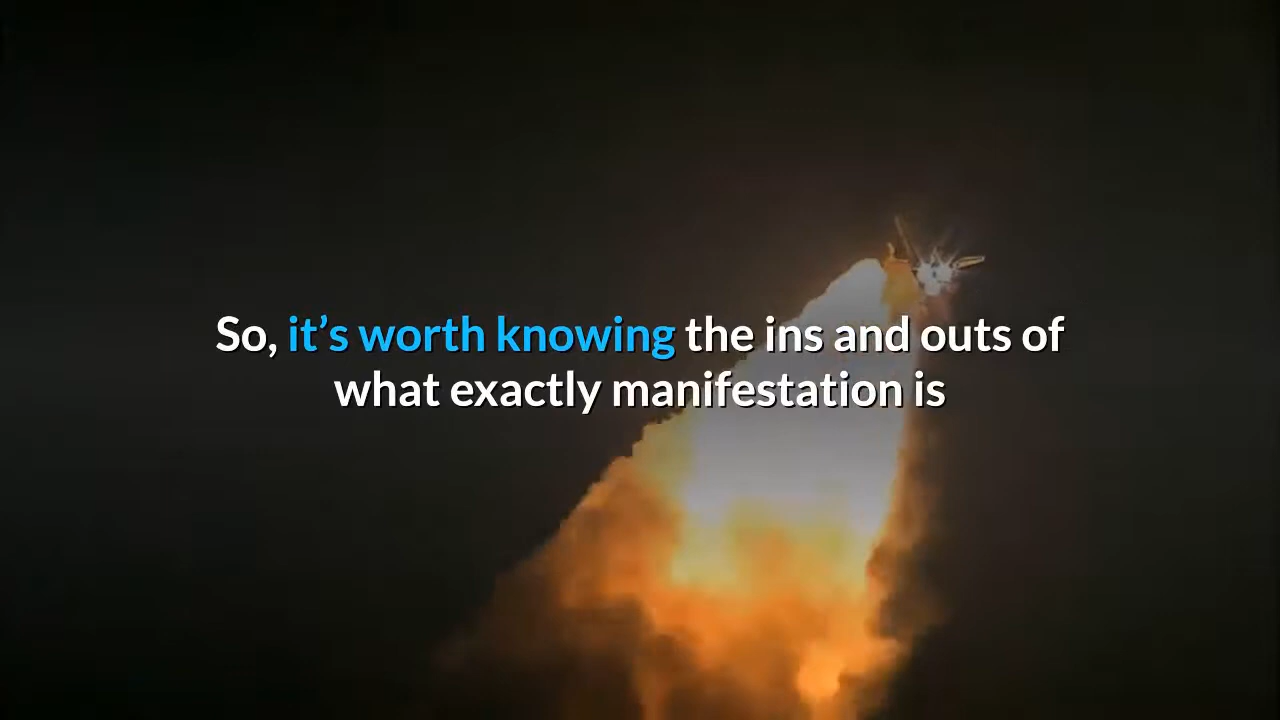 So, it’s worth knowing the ins and outs of
what exactly manifestation is